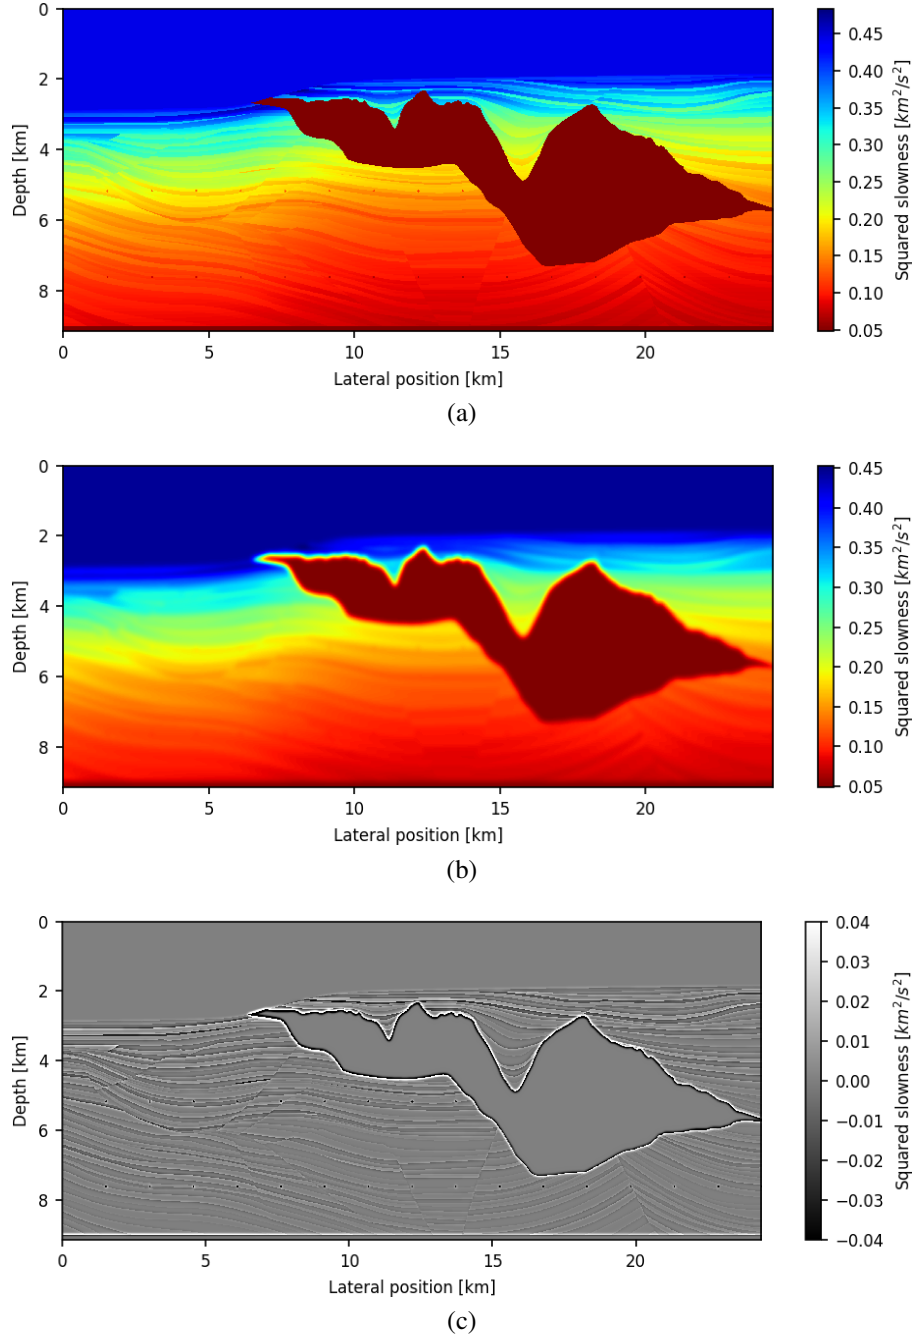 0
2
4
6
8
Depth [km]
0 5 10 15 20
Lateral position [km]
0.45
0.40
0.35
0.30
0.25
0.20
0.15
0.10
0.05
Squared slowness [km²/s²]
(a)
0
2
4
6
8
Depth [km]
0 5 10 15 20
Lateral position [km]
0.45
0.40
0.35
0.30
0.25
0.20
0.15
0.10
0.05
Squared slowness [km²/s²]
(b)
0
2
4
6
8
Depth [km]
0 5 10 15 20
Lateral position [km]
0.04
0.03
0.02
0.01
0.00
−0.01
−0.02
−0.03
−0.04
Squared slowness [km²/s²]
(c)